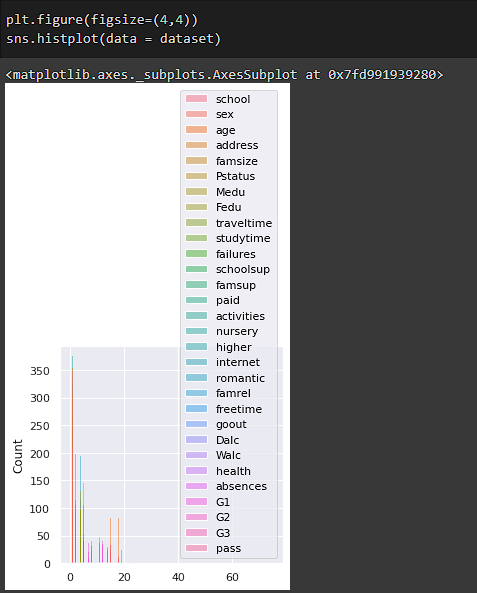 plt.figure(figsize=(4,4))
sns.histplot(data = dataset)
<matplotlib.axes._subplots.AxesSubplot at 0x7fd991939280>
school
sex
age
address
famsize
Pstatus
Medu
Fedu
traveltime
studytime
failures
schoolsup
famsup
paid
activities
nursery
higher
internet
romantic
famrel
freetime
goout
Dalc
Walc
health
absences
G1
G2
G3
pass
Count
350
300
250
200
150
100
50
0
0 20 40 60